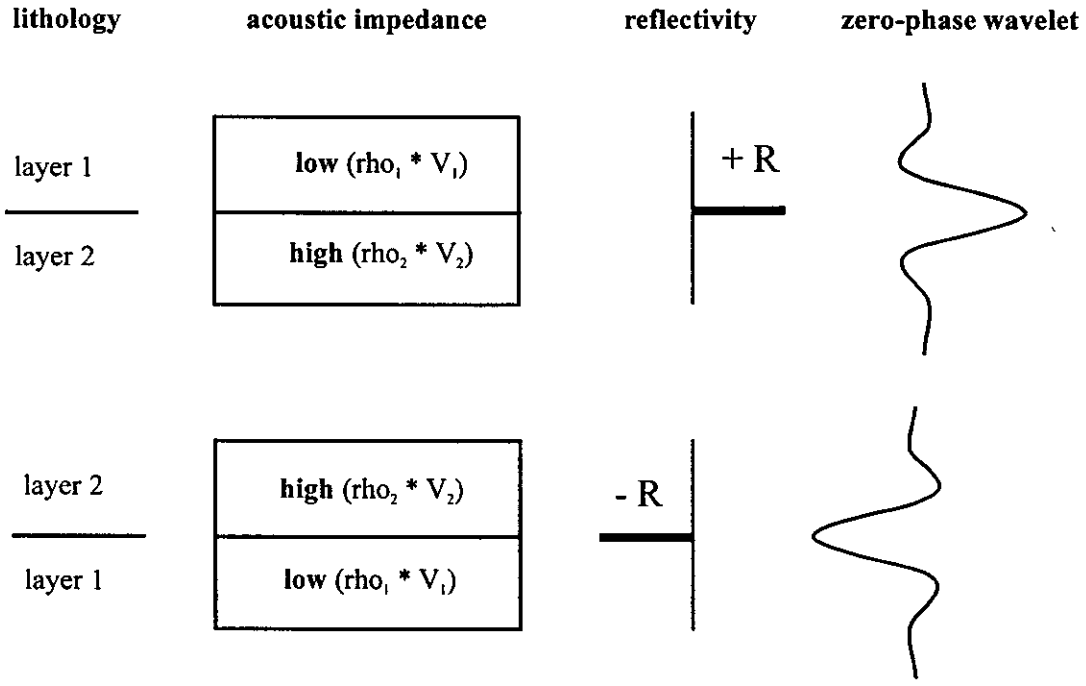 lithology acoustic impedance reflectivity zero-phase wavelet
layer 1 low (rho₁ * V₁) + R
layer 2 high (rho₂ * V₂)
layer 2 high (rho₂ * V₂) - R
layer 1 low (rho₁ * V₁)